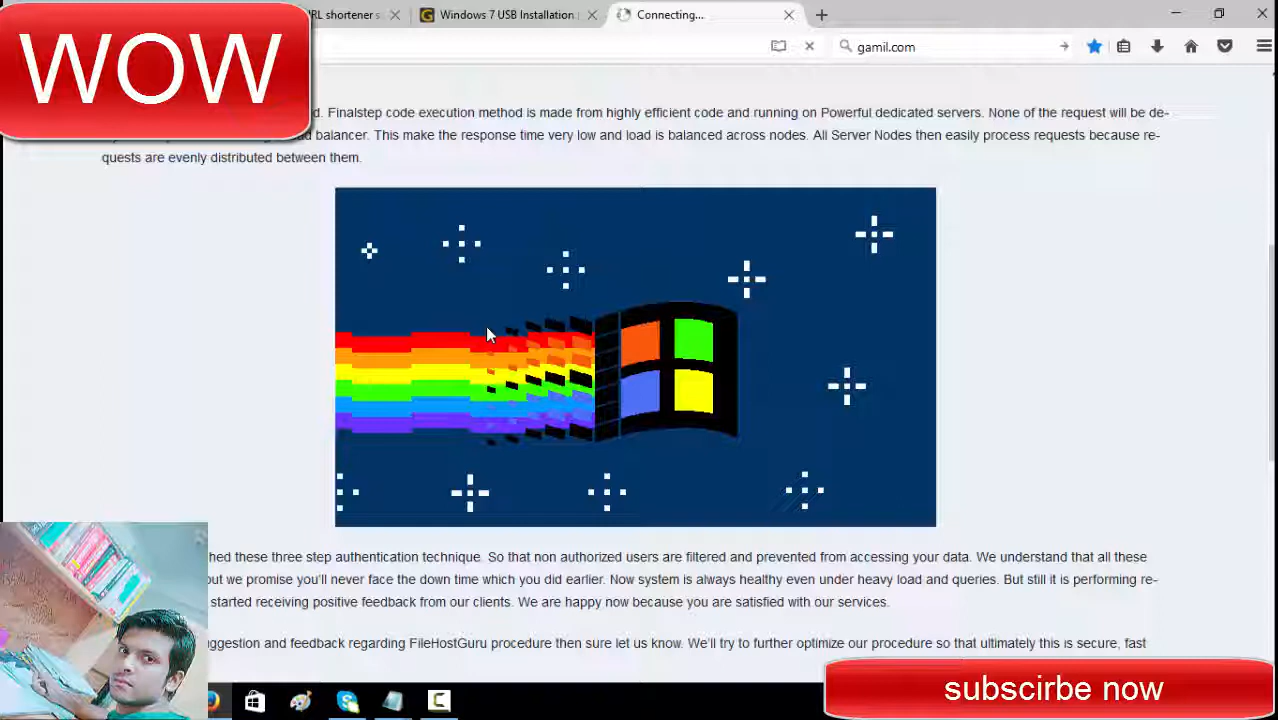 WOW
IRL shortener s
Windows 7 USB Installation
Connecting...
gamil.com
d. Finalstep code execution method is made from highly efficient code and running on Powerful dedicated servers. None of the request will be de-
d balancer. This make the response time very low and load is balanced across nodes. All Server Nodes then easily process requests because re-
quests are evenly distributed between them.
hed these three step authentication technique. So that non authorized users are filtered and prevented from accessing your data. We understand that all these
out we promise you'll never face the down time which you did earlier. Now system is always healthy even under heavy load and queries. But still it is performing re-
started receiving positive feedback from our clients. We are happy now because you are satisfied with our services.
ggestion and feedback regarding FileHostGuru procedure then sure let us know. We'll try to further optimize our procedure so that ultimately this is secure, fast
subscirbe now